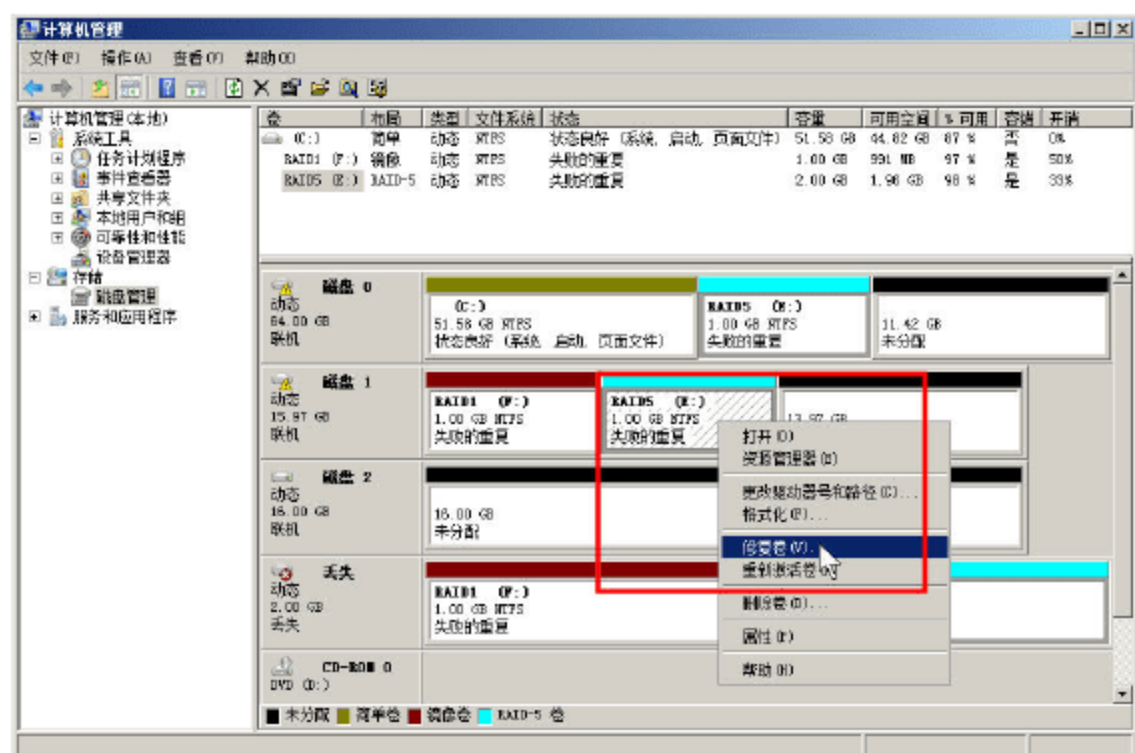 计算机管理
文件(F) 操作(A) 查看(V) 帮助(H)
计算机管理(本地)
系统工具
任务计划程序
事件查看器
共享文件夹
本地用户和组
可靠性和性能
设备管理器
存储
磁盘管理
服务和应用程序
卷 布局 类型 文件系统 状态 容量 可用空间 % 可用 容错 开销
(C:) 简单 动态 NTFS 状态良好 (系统, 启动, 页面文件) 51.58 GB 44.82 GB 87 % 否 0%
RAID1 (F:) 镜像 动态 NTFS 失败的重复 1.00 GB 991 MB 97 % 是 50%
RAID5 (E:) RAID-5 动态 NTFS 失败的重复 2.00 GB 1.96 GB 98 % 是 33%
磁盘 0
动态
64.00 GB
联机
(C:)
51.58 GB NTFS
状态良好 (系统, 启动, 页面文件)
RAID5 (E:)
1.00 GB NTFS
失败的重复
11.42 GB
未分配
磁盘 1
动态
15.97 GB
联机
RAID1 (F:)
1.00 GB NTFS
失败的重复
RAID5 (E:)
1.00 GB NTFS
失败的重复
13.97 GB
磁盘 2
动态
16.00 GB
联机
16.00 GB
未分配
丢失
动态
2.00 GB
丢失
RAID1 (F:)
1.00 GB NTFS
失败的重复
CD-ROM 0
DVD (D:)
打开(O)
资源管理器(E)
更改驱动器号和路径(C)...
格式化(F)...
修复卷(V)...
重新激活卷
删除卷(D)...
属性(P)
帮助(H)
未分配 简单卷 镜像卷 RAID-5 卷